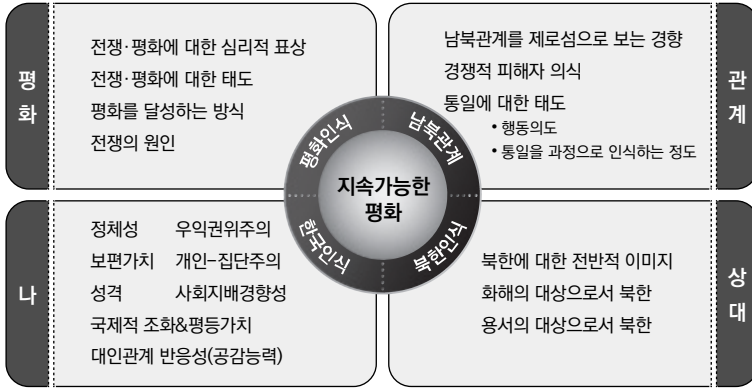 평화
전쟁·평화에 대한 심리적 표상
전쟁·평화에 대한 태도
평화를 달성하는 방식
전쟁의 원인
남북관계를 제로섬으로 보는 경향
경쟁적 피해자 의식
통일에 대한 태도
• 행동의도
• 통일을 과정으로 인식하는 정도
관계
평화인식
남북관계
지속가능한
평화
한국인식
북한인식
나
정체성 우익권위주의
보편가치 개인-집단주의
성격 사회지배경향성
국제적 조화&평등가치
대인관계 반응성(공감능력)
북한에 대한 전반적 이미지
화해의 대상으로서 북한
용서의 대상으로서 북한
상대